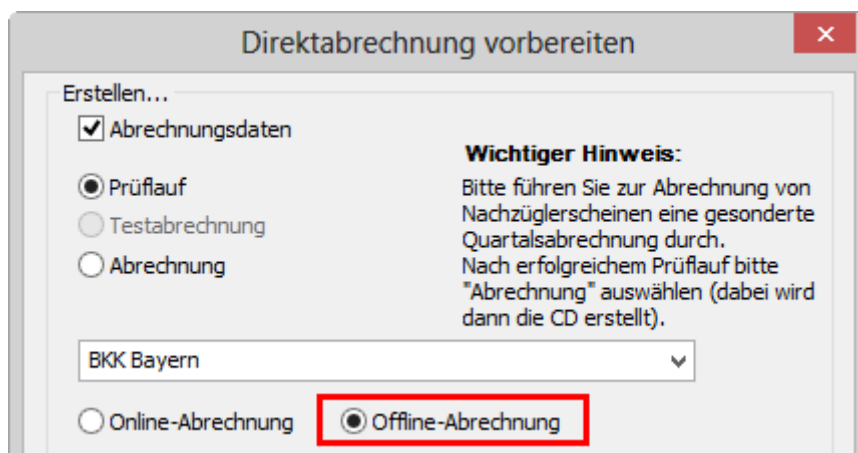 Direktabrechnung vorbereiten
Erstellen...
Abrechnungsdaten
Prüflauf
Testabrechnung
Abrechnung
Wichtiger Hinweis:
Bitte führen Sie zur Abrechnung von
Nachzüglerscheinen eine gesonderte
Quartalsabrechnung durch.
Nach erfolgreichem Prüflauf bitte
"Abrechnung" auswählen (dabei wird
dann die CD erstellt).
BKK Bayern
Online-Abrechnung
Offline-Abrechnung